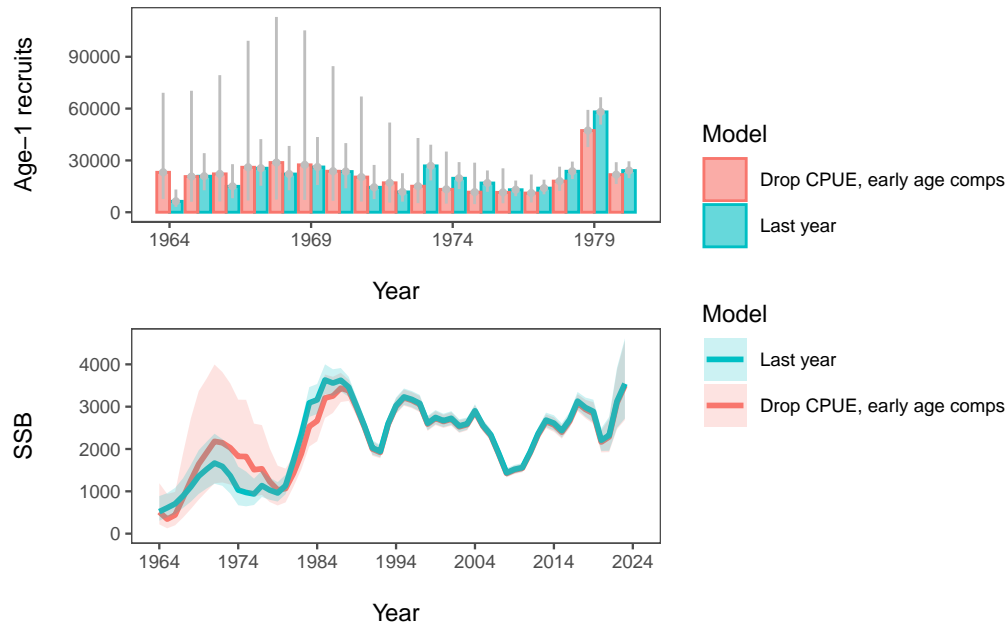 Age−1 recruits
90000
60000
30000
0
1964 1969 1974 1979
Year
Model
Drop CPUE, early age comps
Last year
SSB
4000
3000
2000
1000
0
1964 1974 1984 1994 2004 2014 2024
Year
Model
Last year
Drop CPUE, early age comps